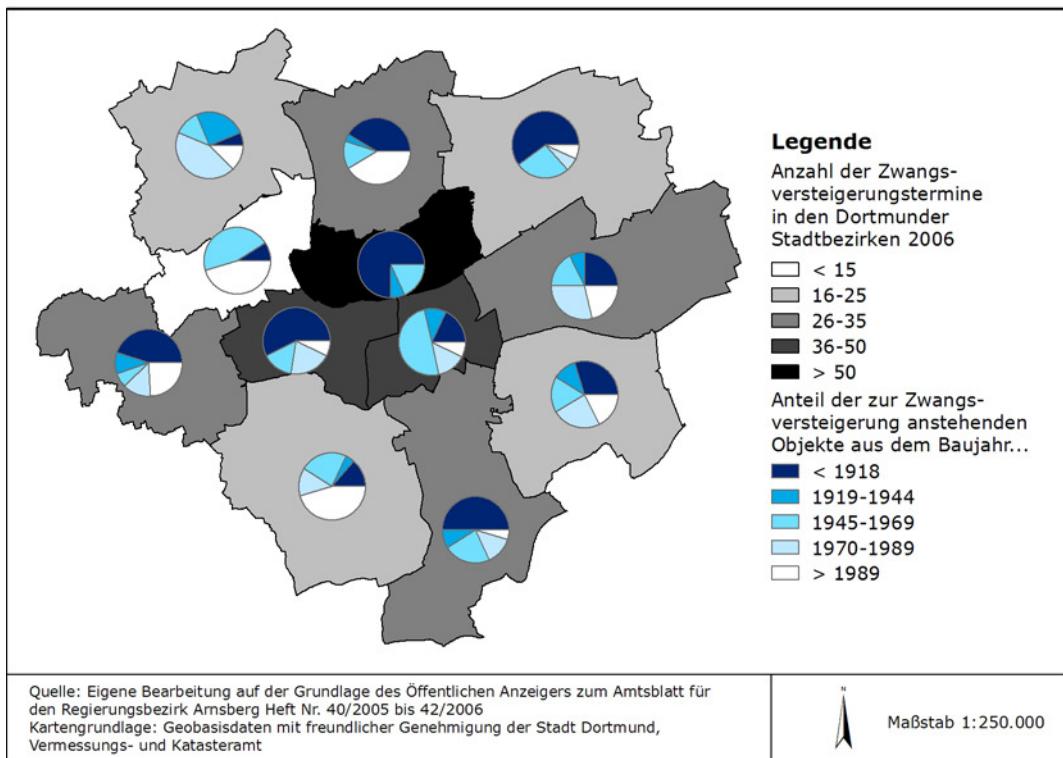 Legende
Anzahl der Zwangs-
versteigerungstermine
in den Dortmunder
Stadtbezirken 2006
< 15
16-25
26-35
36-50
> 50
Anteil der zur Zwangs-
versteigerung anstehenden
Objekte aus dem Baujahr...
< 1918
1919-1944
1945-1969
1970-1989
> 1989
Quelle: Eigene Bearbeitung auf der Grundlage des Öffentlichen Anzeigers zum Amtsblatt für
den Regierungsbezirk Arnsberg Heft Nr. 40/2005 bis 42/2006
Kartengrundlage: Geobasisdaten mit freundlicher Genehmigung der Stadt Dortmund,
Vermessungs- und Katasteramt
N
Maßstab 1:250.000